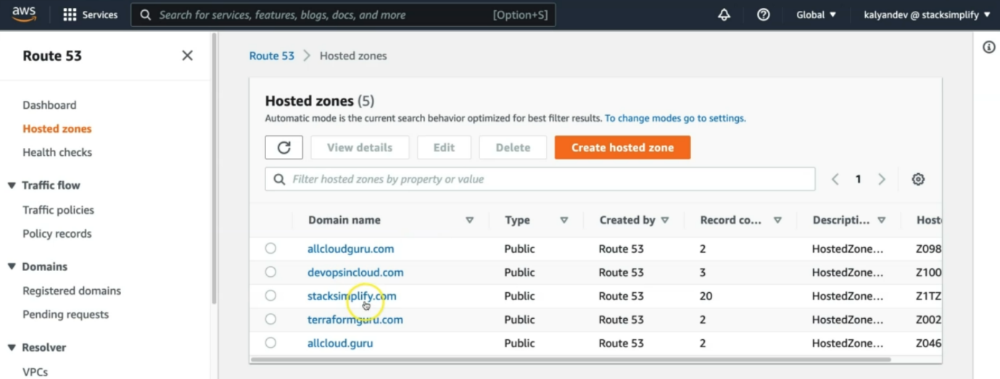 aws
Services
Search for services, features, blogs, docs, and more [Option+S]
Global
kalyandev @ stacksimplify
Route 53
Dashboard
Hosted zones
Health checks
Traffic flow
Traffic policies
Policy records
Domains
Registered domains
Pending requests
Resolver
VPCs
Route 53 > Hosted zones
Hosted zones (5)
Automatic mode is the current search behavior optimized for best filter results. To change modes go to settings.
View details Edit Delete Create hosted zone
Filter hosted zones by property or value
1
Domain name Type Created by Record co... Descripti... Host
allcloudguru.com Public Route 53 2 HostedZone... Z098
devopsincloud.com Public Route 53 3 HostedZone... Z100
stacksimplify.com Public Route 53 20 HostedZone... Z1TZ
terraformguru.com Public Route 53 2 HostedZone... Z002
allcloud.guru Public Route 53 2 HostedZone... Z046